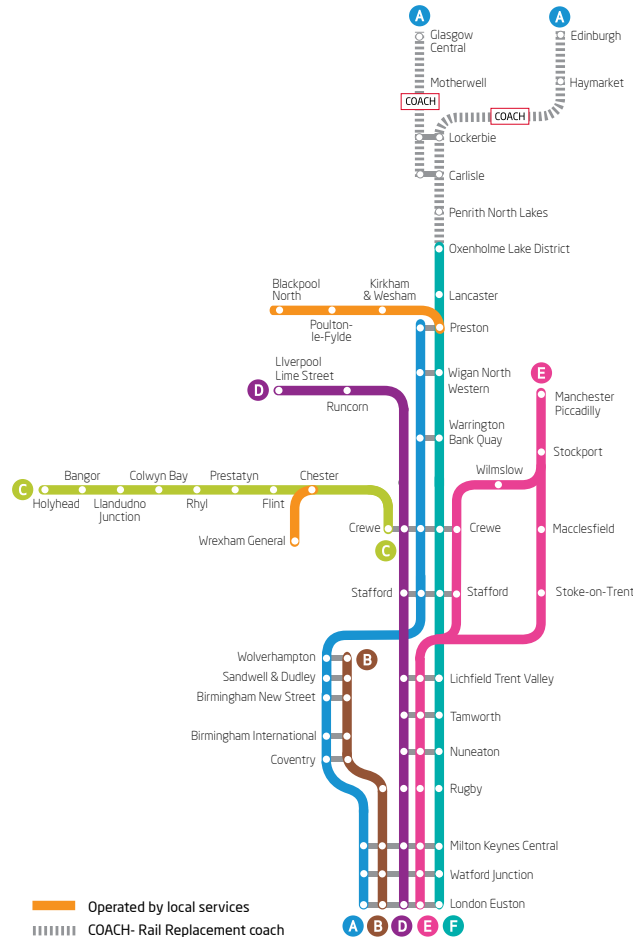 A
A
Glasgow
Central
Edinburgh
Motherwell
Haymarket
COACH
COACH
Lockerbie
Carlisle
Penrith North Lakes
Oxenholme Lake District
Blackpool
North
Kirkham
& Wesham
Lancaster
Poulton-
le-Fylde
Preston
LIverpool
Lime Street
Wigan North
Western
E
D
Runcorn
Manchester
Piccadilly
Warrington
Bank Quay
Stockport
Wilmslow
C
Bangor
Colwyn Bay
Prestatyn
Chester
Holyhead
Llandudno
Junction
Rhyl
Flint
Wrexham General
Crewe
Crewe
Macclesfield
C
Stafford
Stafford
Stoke-on-Trent
Wolverhampton
B
Sandwell & Dudley
Lichfield Trent Valley
Birmingham New Street
Tamworth
Birmingham International
Nuneaton
Coventry
Rugby
Milton Keynes Central
Watford Junction
London Euston
A B D E F
Operated by local services
COACH- Rail Replacement coach